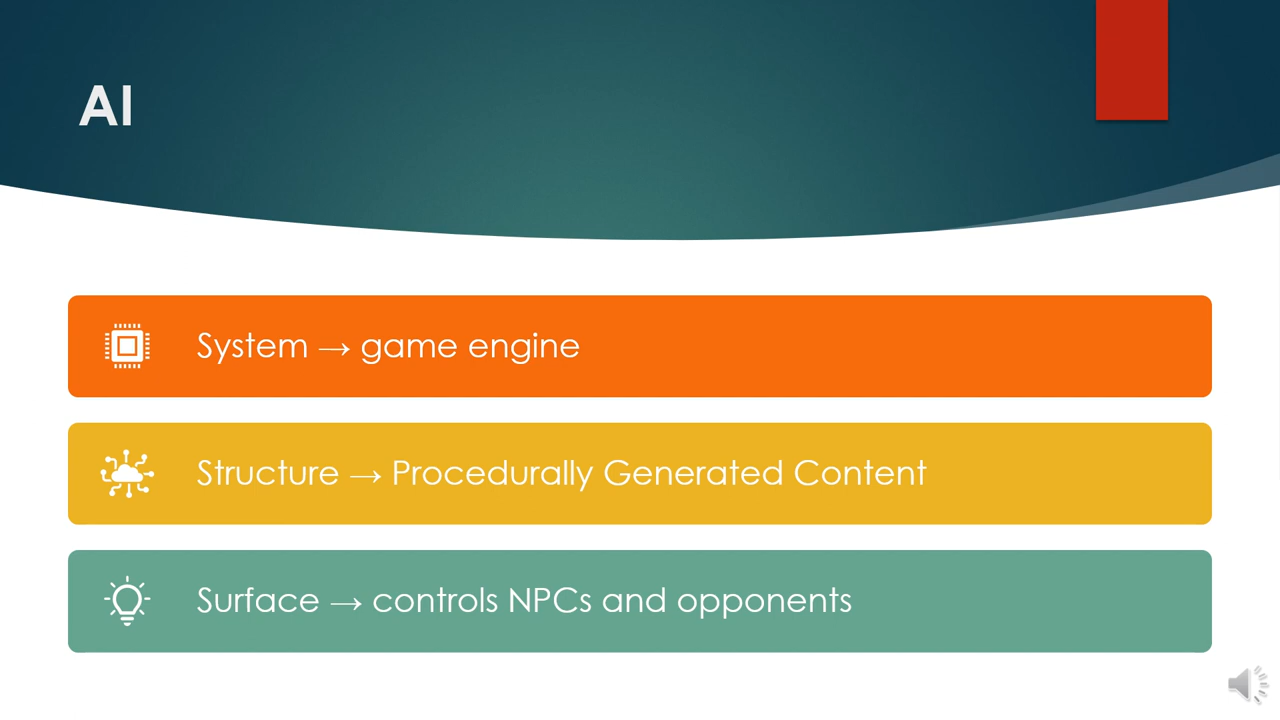 AI
System → game engine
Structure → Procedurally Generated Content
Surface → controls NPCs and opponents